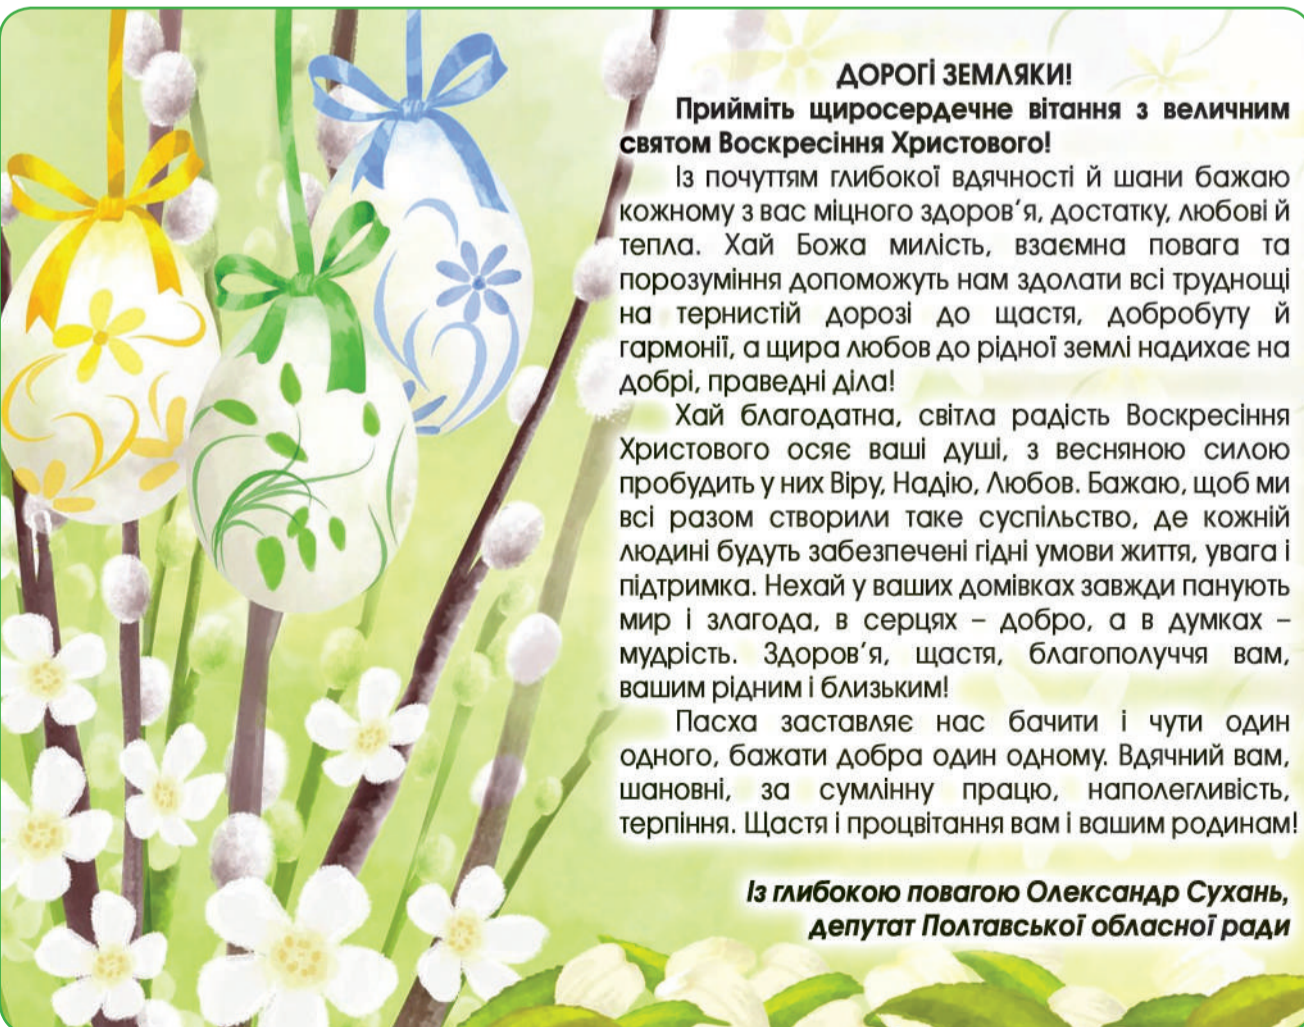 ДОРОГІ ЗЕМЛЯКИ!
Прийміть щиросердечне вітання з величним
святом Воскресіння Христового!
Із почуттям глибокої вдячності й шани бажаю
кожному з вас міцного здоров'я, достатку, любові й
тепла. Хай Божа милість, взаємна повага та
порозуміння допоможуть нам здолати всі труднощі
на тернистій дорозі до щастя, добробуту й
гармонії, а щира любов до рідної землі надихає на
добрі, праведні діла!
Хай благодатна, світла радість Воскресіння
Христового осяє ваші душі, з весняною силою
пробудить у них Віру, Надію, Любов. Бажаю, щоб ми
всі разом створили таке суспільство, де кожній
людині будуть забезпечені гідні умови життя, увага і
підтримка. Нехай у ваших домівках завжди панують
мир і злагода, в серцях – добро, а в думках –
мудрість. Здоров'я, щастя, благополуччя вам,
вашим рідним і близьким!
Пасха заставляє нас бачити і чути один
одного, бажати добра один одному. Вдячний вам,
шановні, за сумлінну працю, наполегливість,
терпіння. Щастя і процвітання вам і вашим родинам!
Із глибокою повагою Олександр Сухань,
депутат Полтавської обласної ради